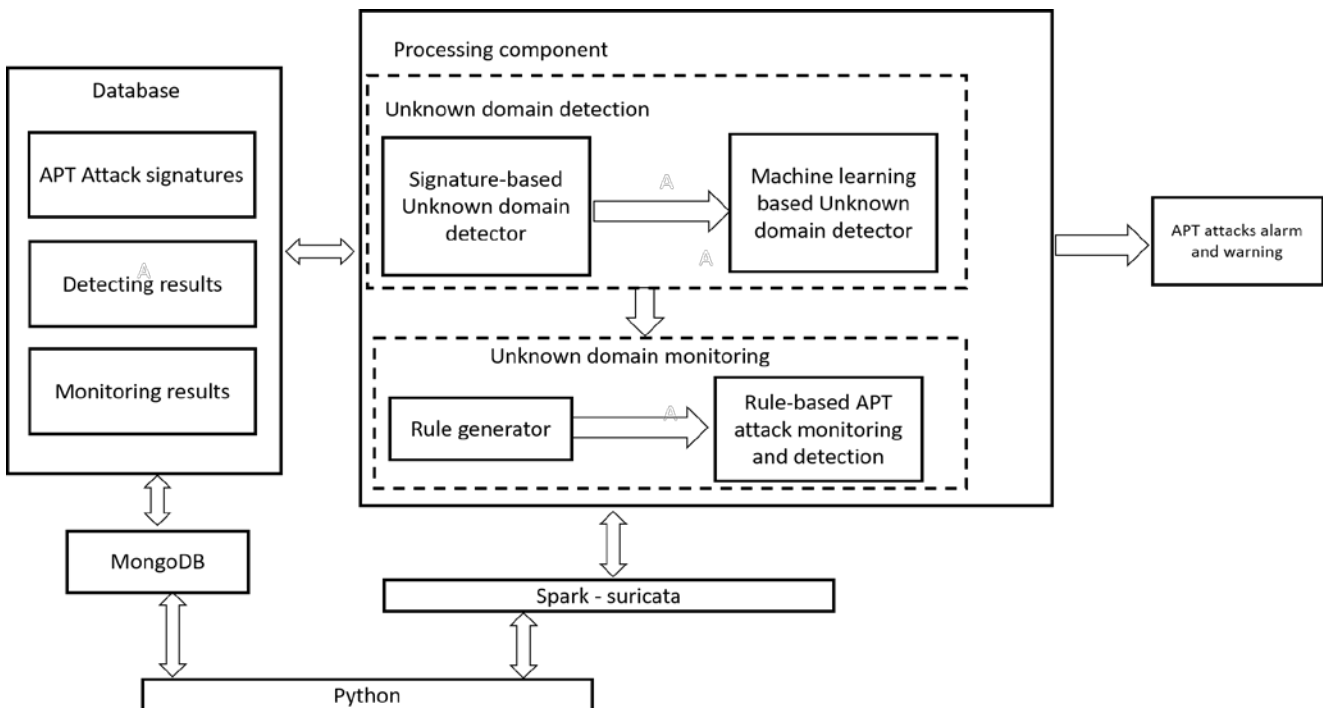 Processing component
Database
Unknown domain detection
APT Attack signatures
Signature-based
Unknown domain
detector
A
Machine learning
based Unknown
domain detector
A
APT attacks alarm
and warning
Detecting results
A
Monitoring results
Unknown domain monitoring
Rule generator
A
Rule-based APT
attack monitoring
and detection
MongoDB
Spark - suricata
Python